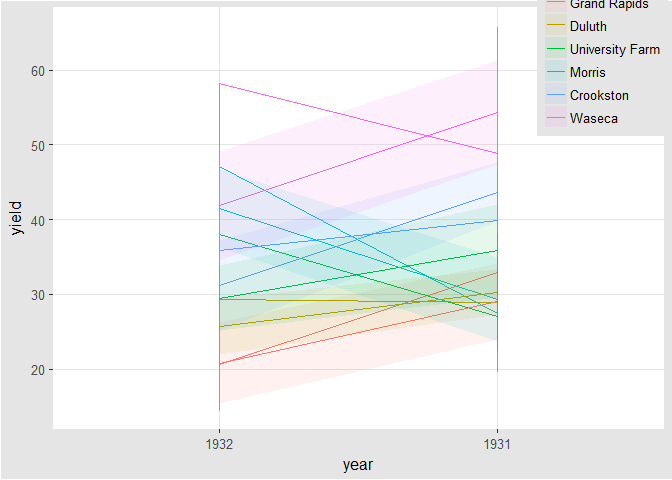 Grand Rapids
Duluth
University Farm
Morris
Crookston
Waseca
60
50
40
30
20
yield
1932
1931
year